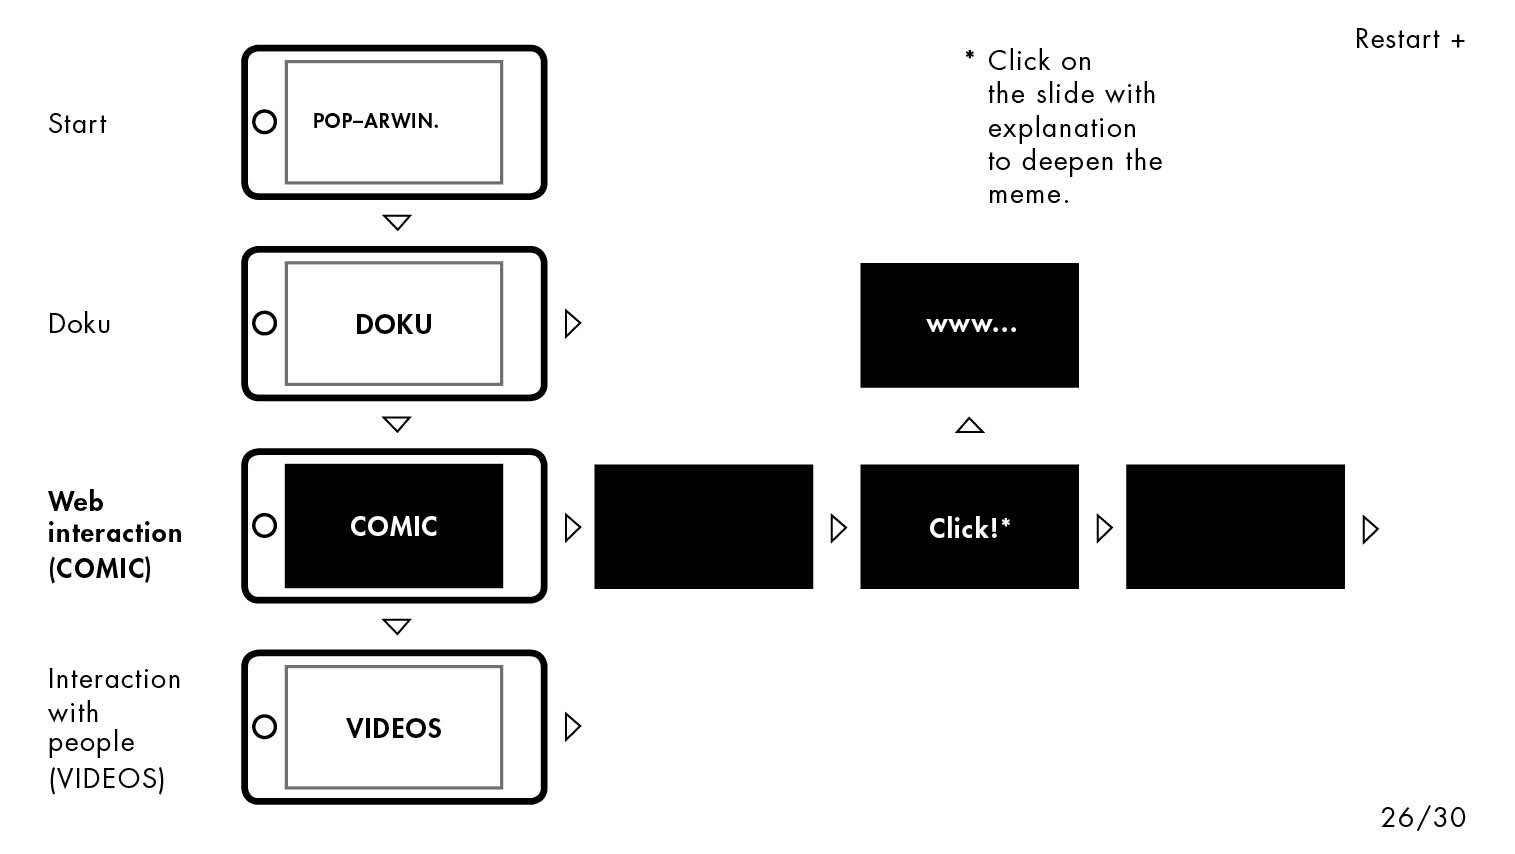 Restart +
* Click on
the slide with
explanation
to deepen the
meme.
Start
POP–ARWIN.
Doku
DOKU
www...
Web
interaction
(COMIC)
COMIC
Click!*
Interaction
with
people
(VIDEOS)
VIDEOS
26/30